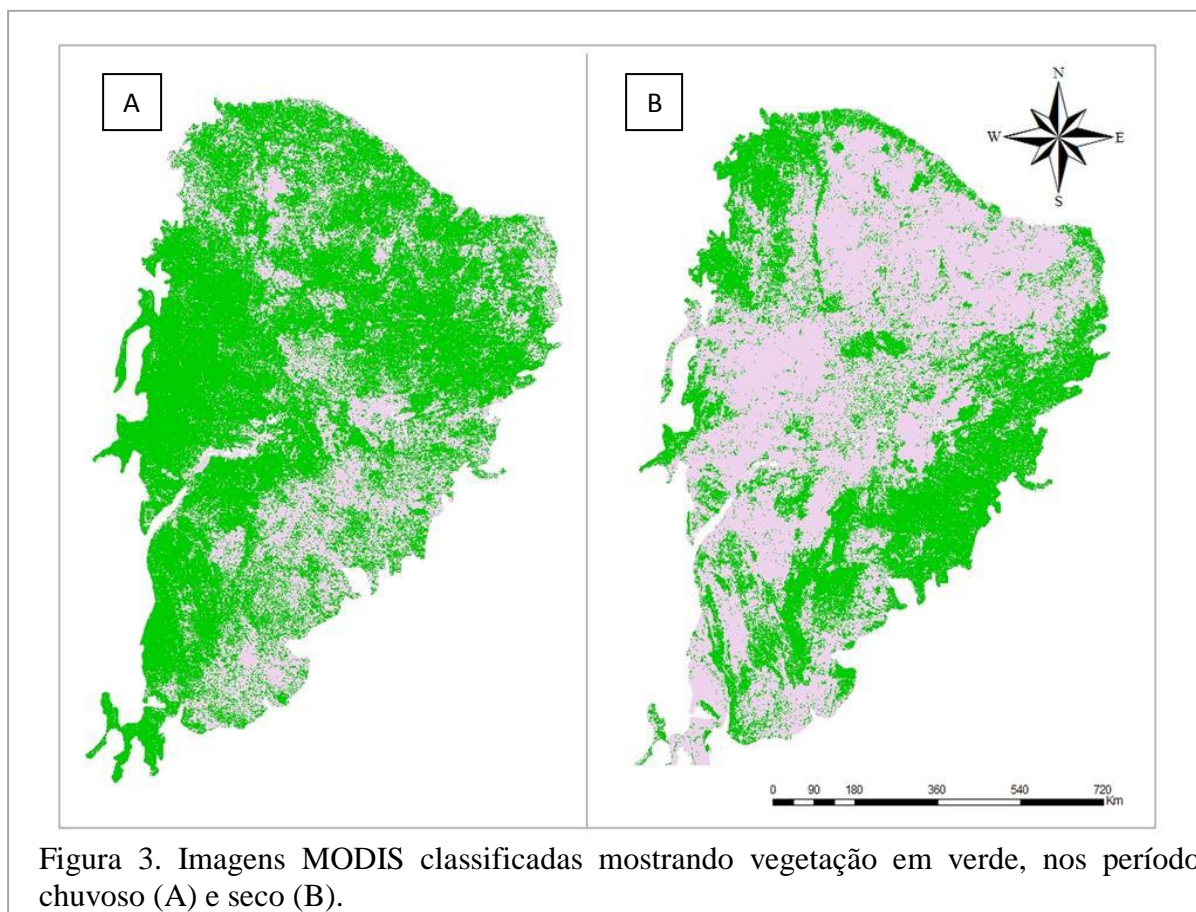 A
B
N
W E
S
0 90 180 360 540 720
Km
Figura 3. Imagens MODIS classificadas mostrando vegetação em verde, nos período
chuvoso (A) e seco (B).